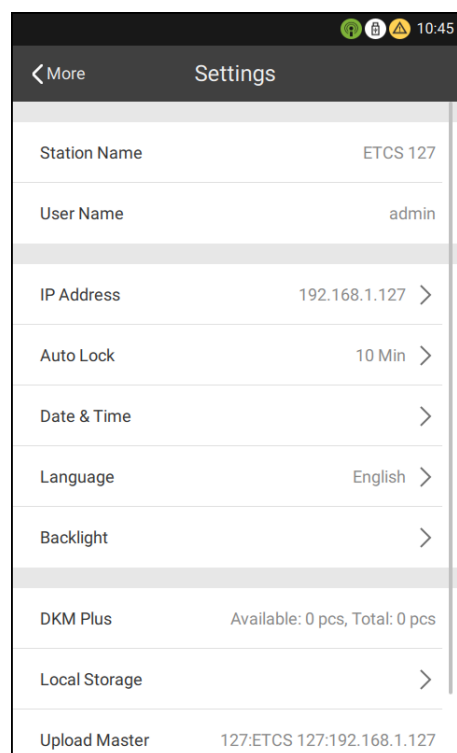 10:45
More Settings
Station Name ETCS 127
User Name admin
IP Address 192.168.1.127
Auto Lock 10 Min
Date & Time
Language English
Backlight
DKM Plus Available: 0 pcs, Total: 0 pcs
Local Storage
Upload Master 127:ETCS 127:192.168.1.127